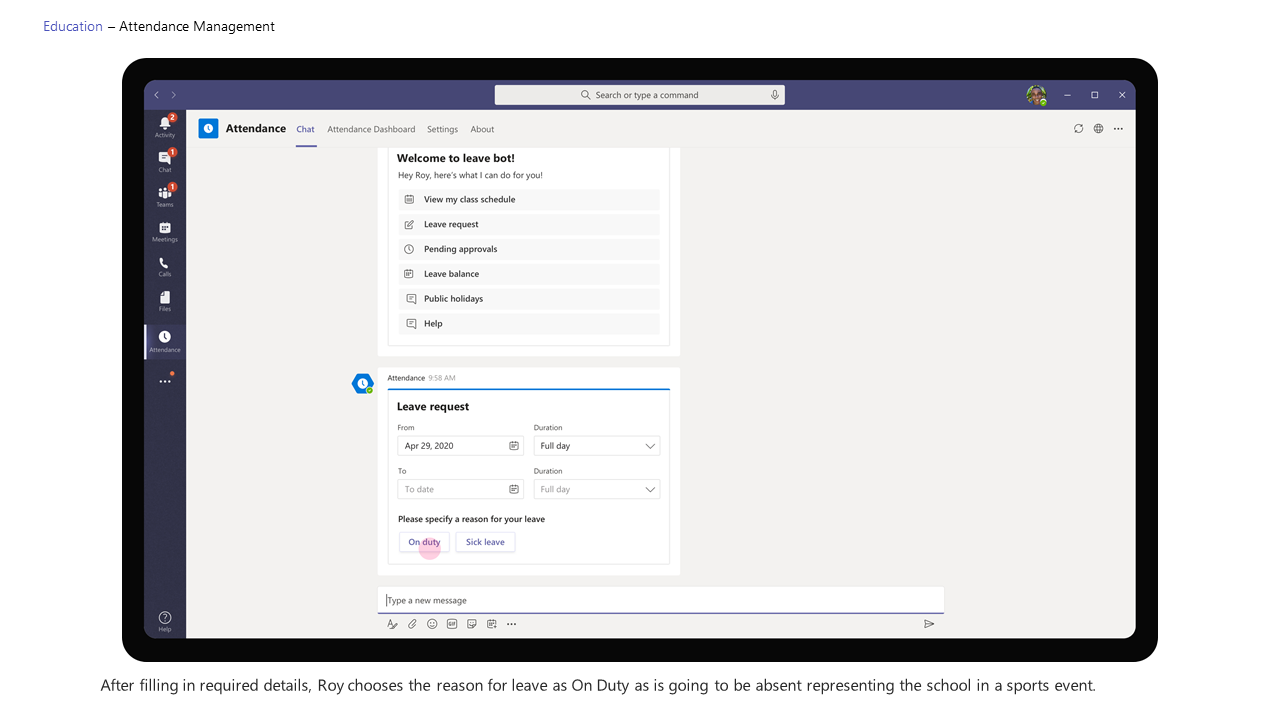 Education – Attendance Management
Search or type a command
2
Activity
1
Chat
1
Teams
Meetings
Calls
Files
Attendance
Help
Attendance Chat Attendance Dashboard Settings About
Welcome to leave bot!
Hey Roy, here's what I can do for you!
View my class schedule
Leave request
Pending approvals
Leave balance
Public holidays
Help
Attendance 9:58 AM
Leave request
From Duration
Apr 29, 2020 Full day
To Duration
To date Full day
Please specify a reason for your leave
On duty Sick leave
Type a new message
GIF
After filling in required details, Roy chooses the reason for leave as On Duty as is going to be absent representing the school in a sports event.